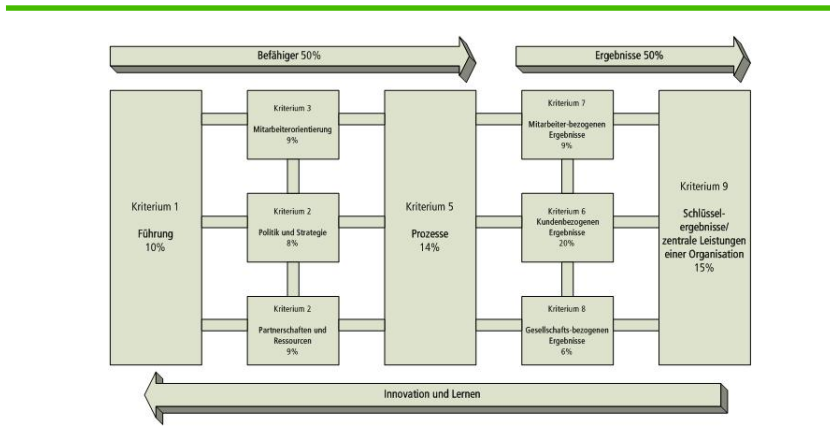 Befähiger 50%
Ergebnisse 50%
Kriterium 1
Führung
10%
Kriterium 3
Mitarbeiterorientierung
9%
Kriterium 2
Politik und Strategie
8%
Kriterium 2
Partnerschaften und
Ressourcen
9%
Kriterium 5
Prozesse
14%
Kriterium 7
Mitarbeiter-bezogenen
Ergebnisse
9%
Kriterium 6
Kundenbezogenen
Ergebnisse
20%
Kriterium 8
Gesellschafts-bezogenen
Ergebnisse
6%
Kriterium 9
Schlüssel-
ergebnisse/
zentrale Leistungen
einer Organisation
15%
Innovation und Lernen